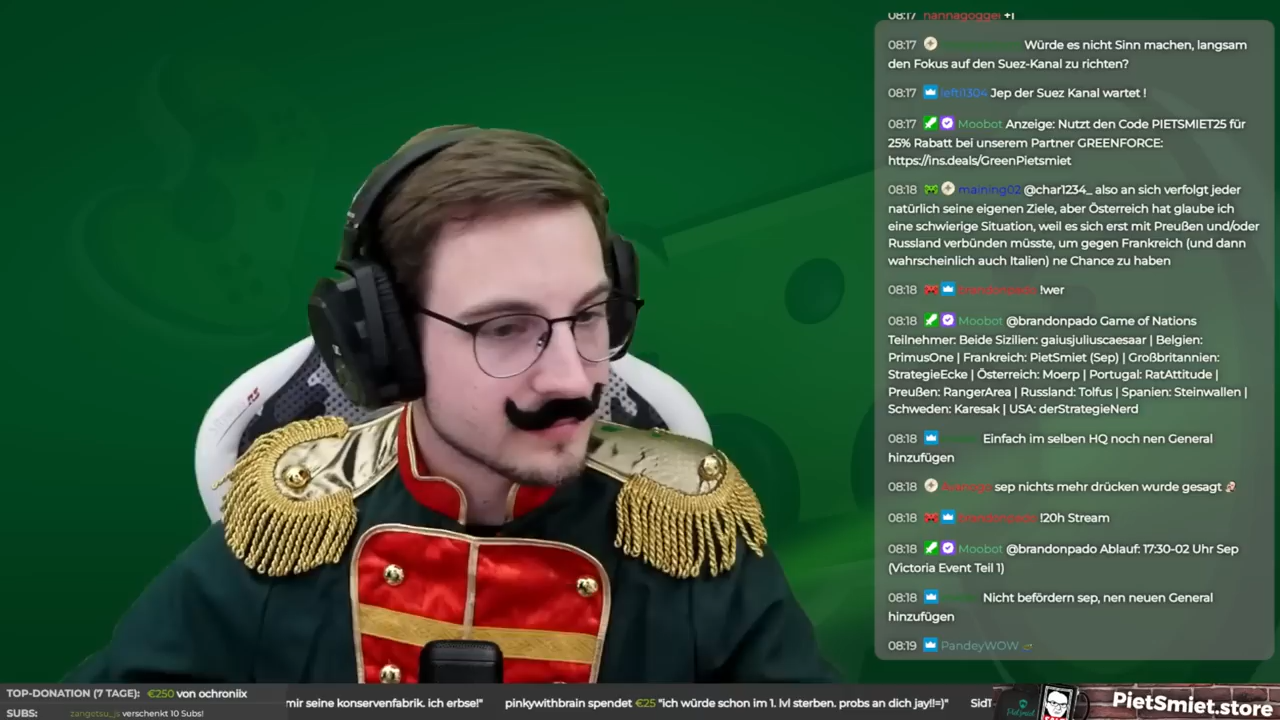 08:17 nannagoggel +1
08:17 Würde es nicht Sinn machen, langsam
den Fokus auf den Suez-Kanal zu richten?
08:17 lefti1304 Jep der Suez Kanal wartet !
08:17 Moobot Anzeige: Nutzt den Code PIETSMIET25 für
25% Rabatt bei unserem Partner GREENFORCE:
https://ins.deals/GreenPietsmiet
08:18 maining02 @char1234_ also an sich verfolgt jeder
natürlich seine eigenen Ziele, aber Österreich hat glaube ich
eine schwierige Situation, weil es sich erst mit Preußen und/oder
Russland verbünden müsste, um gegen Frankreich (und dann
wahrscheinlich auch Italien) ne Chance zu haben
08:18 brandonpado !wer
08:18 Moobot @brandonpado Game of Nations
Teilnehmer: Beide Sizilien: gaiusjuliuscaesaar | Belgien:
PrimusOne | Frankreich: PietSmiet (Sep) | Großbritannien:
StrategieEcke | Österreich: Moerp | Portugal: RatAttitude |
Preußen: RangerArea | Russland: Tolfus | Spanien: Steinwallen |
Schweden: Karesak | USA: derStrategieNerd
08:18 Einfach im selben HQ noch nen General
hinzufügen
08:18 sep nichts mehr drücken wurde gesagt
08:18 brandonpado !20h Stream
08:18 Moobot @brandonpado Ablauf: 17:30-02 Uhr Sep
(Victoria Event Teil 1)
08:18 Nicht befördern sep, nen neuen General
hinzufügen
08:19 PandeyWOW
TOP-DONATION (7 TAGE): €250 von ochroniix
mir seine konservenfabrik. ich erbse!" pinkywithbrain spendet €25 "ich würde schon im 1. lvl sterben. probs an dich jay!!=)" SidT
SUBS: zangetsu_js verschenkt 10 Subs!
PietSmiet.store